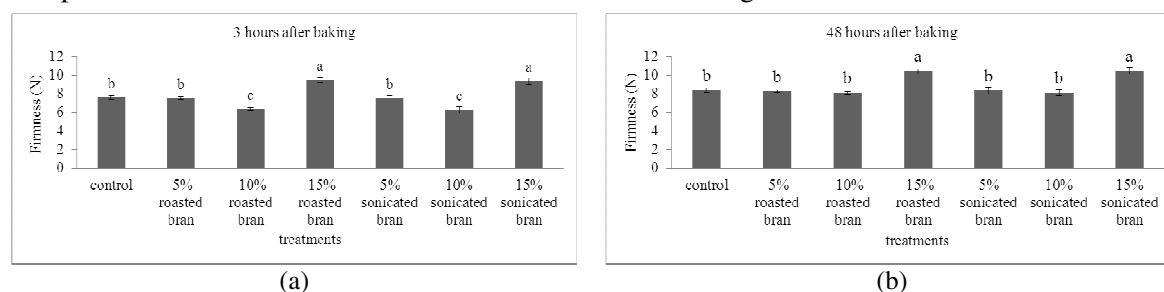 3 hours after baking
Firmness (N)
12
10
8
6
4
2
0
b
b
c
a
b
c
a
control
5% roasted bran
10% roasted bran
15% roasted bran
5% sonicated bran
10% sonicated bran
15% sonicated bran
treatments
(a)
48 hours after baking
Firmness (N)
12
10
8
6
4
2
0
b
b
b
a
b
b
a
control
5% roasted bran
10% roasted bran
15% roasted bran
5% sonicated bran
10% sonicated bran
15% sonicated bran
treatments
(b)